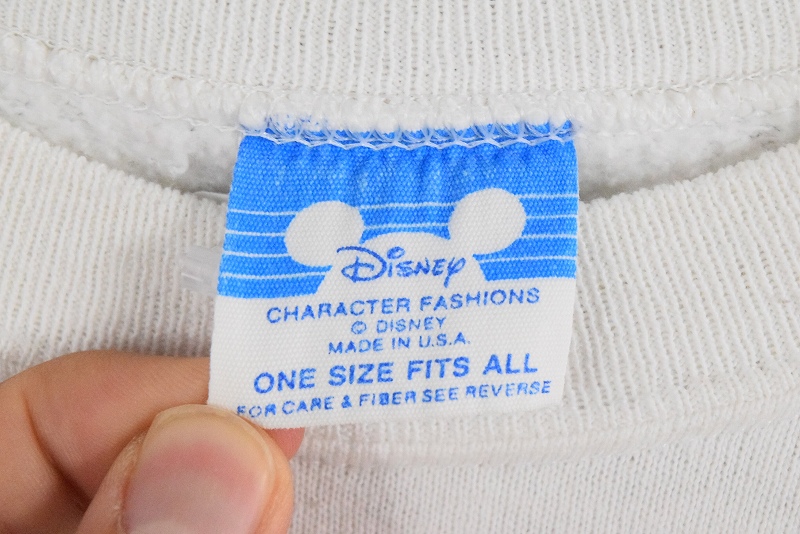 Disney
CHARACTER FASHIONS
© DISNEY
MADE IN U.S.A.
ONE SIZE FITS ALL
FOR CARE & FIBER SEE REVERSE